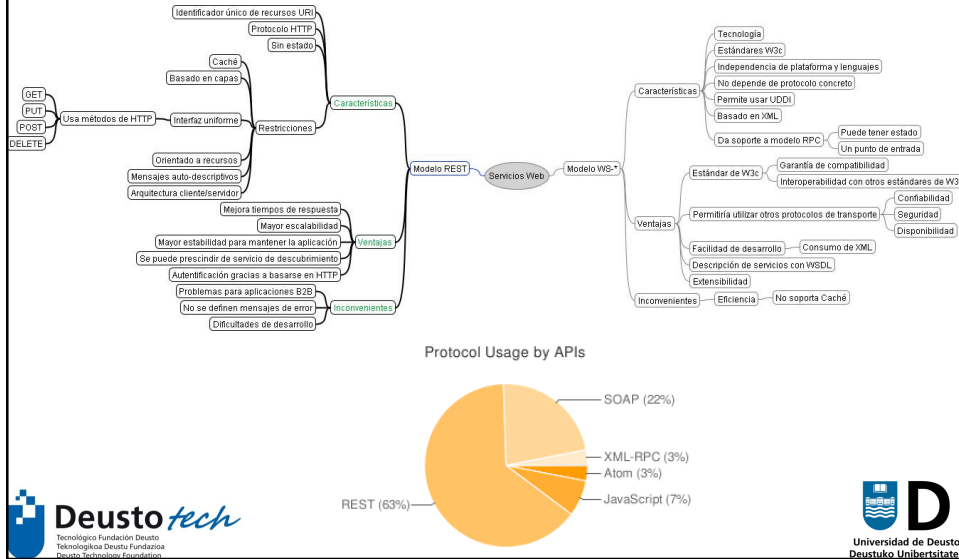 Identificador único de recursos URI
Protocolo HTTP
Sin estado
Caché
Basado en capas
GET
PUT
POST
DELETE
Usa métodos de HTTP
Interfaz uniforme
Restricciones
Características
Orientado a recursos
Mensajes auto-descriptivos
Arquitectura cliente/servidor
Modelo REST
Servicios Web
Modelo WS-*
Mejora tiempos de respuesta
Mayor escalabilidad
Mayor estabilidad para mantener la aplicación
Ventajas
Se puede prescindir de servicio de descubrimiento
Autentificación gracias a basarse en HTTP
Problemas para aplicaciones B2B
No se definen mensajes de error
Inconvenientes
Dificultades de desarrollo
Características
Tecnología
Estándares W3c
Independencia de plataforma y lenguajes
No depende de protocolo concreto
Permite usar UDDI
Basado en XML
Da soporte a modelo RPC
Puede tener estado
Un punto de entrada
Ventajas
Estándar de W3c
Garantía de compatibilidad
Interoperabilidad con otros estándares de W3
Permitiría utilizar otros protocolos de transporte
Confiabilidad
Seguridad
Disponibilidad
Facilidad de desarrollo
Consumo de XML
Descripción de servicios con WSDL
Extensibilidad
Inconvenientes
Eficiencia
No soporta Caché
Protocol Usage by APIs
SOAP (22%)
XML-RPC (3%)
Atom (3%)
JavaScript (7%)
REST (63%)
Deusto tech
Tecnológico Fundación Deusto
Teknologikoa Deustu Fundazioa
Deusto Technology Foundation
D
Universidad de Deusto
Deustuko Unibertsitate